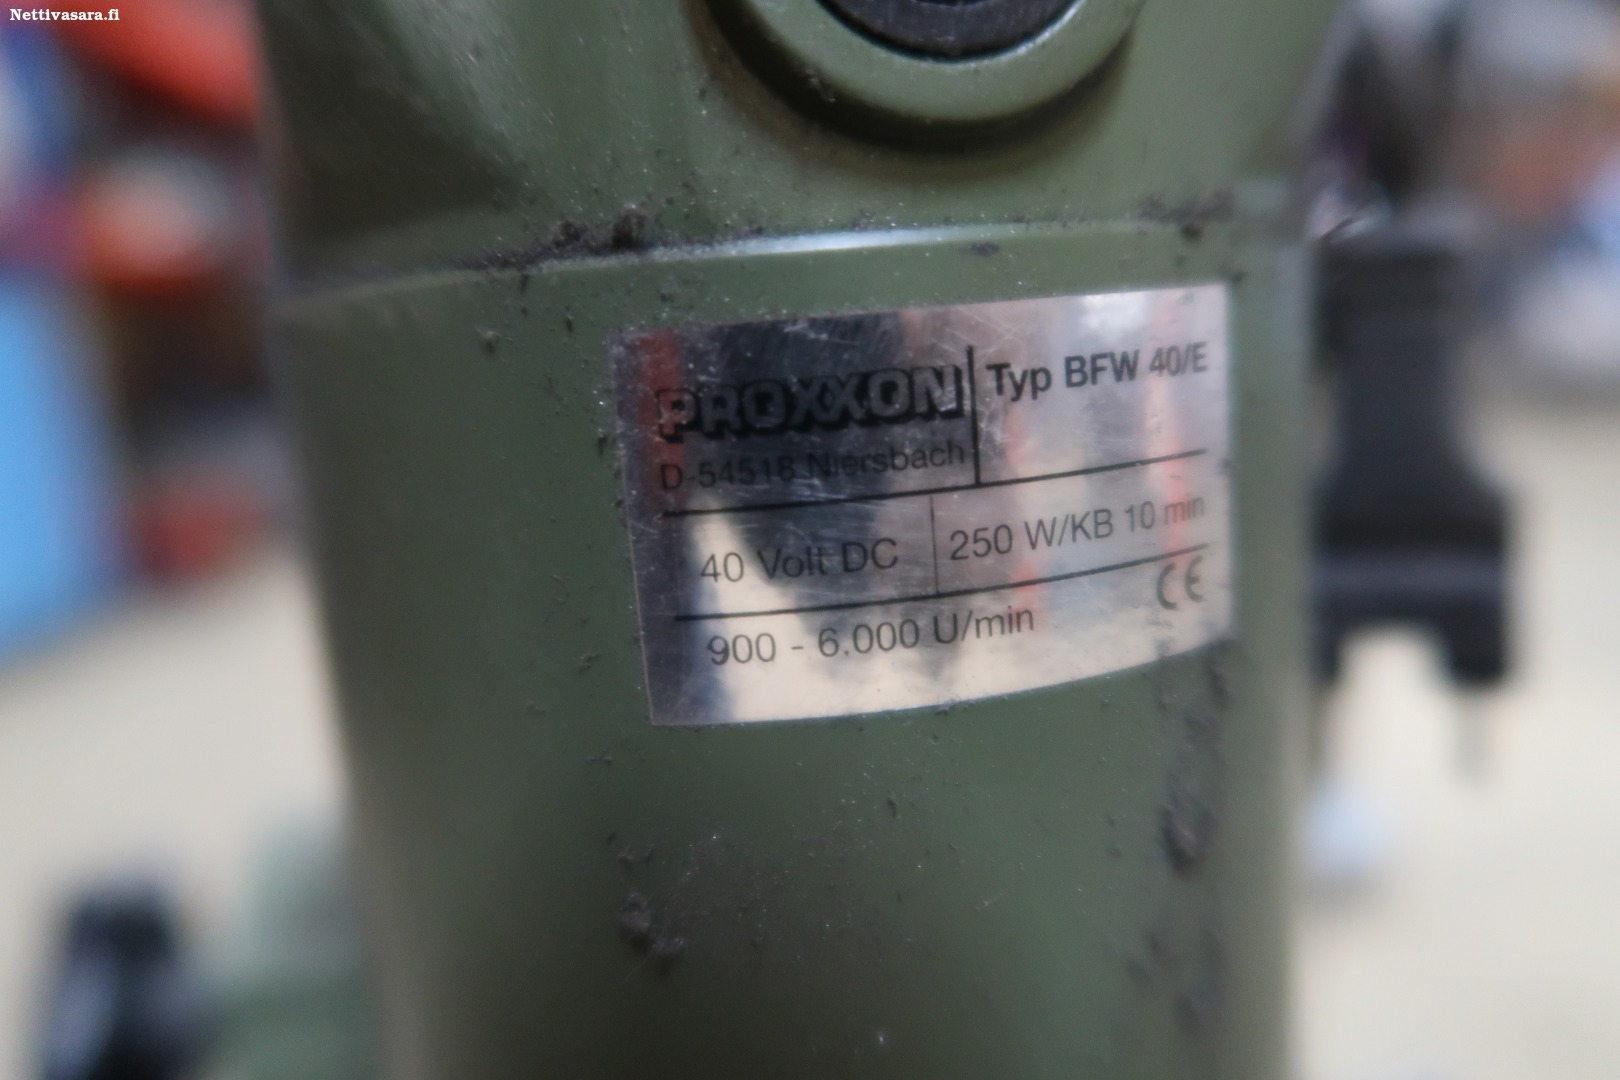 Nettivasara.fi
PROXXON
D-54518 Niersbach
Typ BFW 40/E
40 Volt DC
250 W/KB 10 min
900 - 6.000 U/min
CE